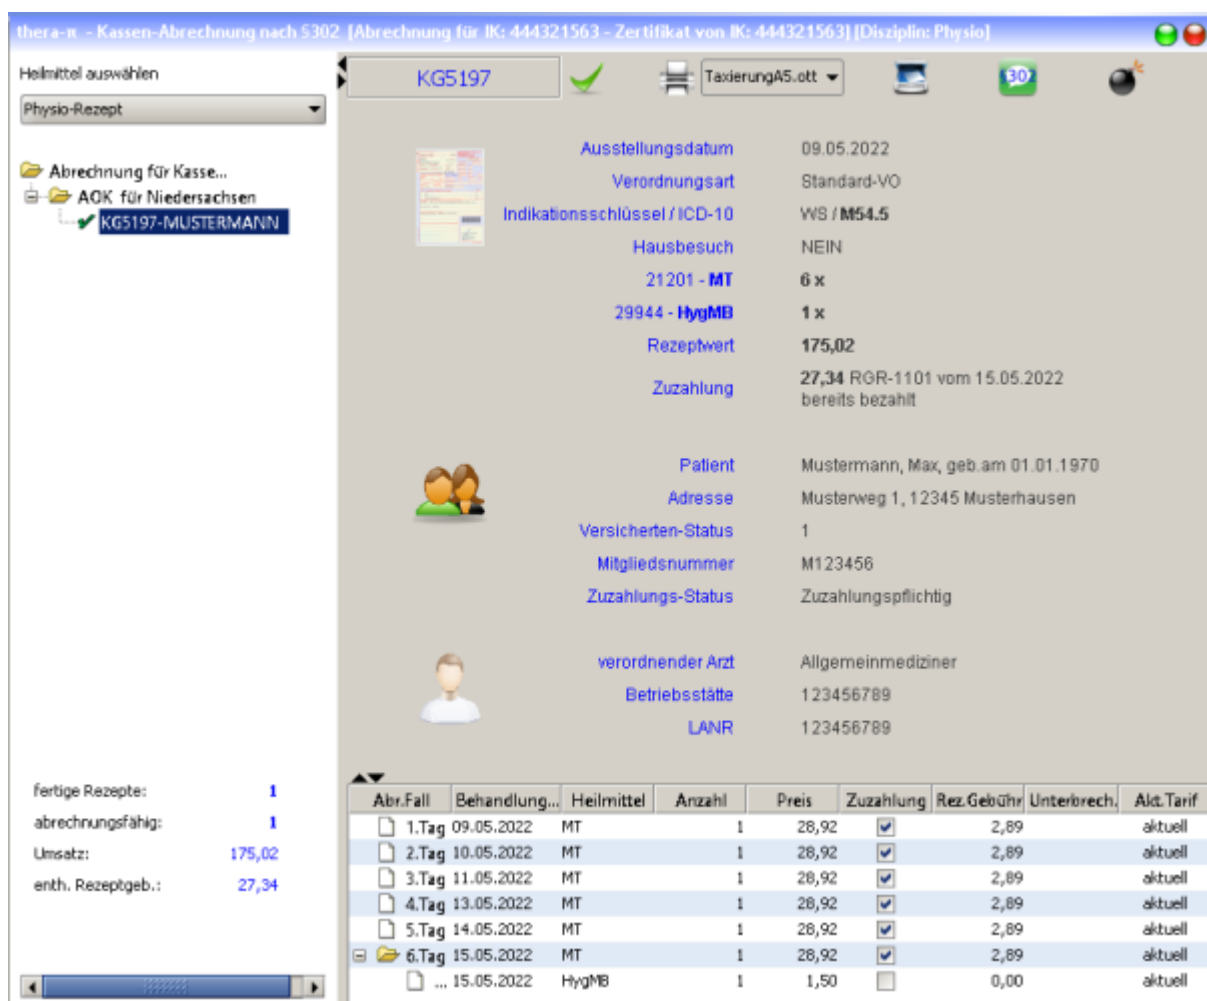 thera-π - Kassen-Abrechnung nach §302 [Abrechnung für IK: 444321563 - Zertifikat von IK: 444321563] [Disziplin: Physio]
Heilmittel auswählen
Physio-Rezept
Abrechnung für Kasse...
AOK für Niedersachsen
KG5197-MUSTERMANN
fertige Rezepte: 1
abrechnungsfähig: 1
Umsatz: 175,02
enth. Rezeptgeb.: 27,34
KG5197
TaxierungA5.ott
302
Ausstellungsdatum 09.05.2022
Verordnungsart Standard-VO
Indikationsschlüssel / ICD-10 WS / M54.5
Hausbesuch NEIN
21201 - MT 6 x
29944 - HygMB 1 x
Rezeptwert 175,02
Zuzahlung 27,34 RGR-1101 vom 15.05.2022
bereits bezahlt
Patient Mustermann, Max, geb.am 01.01.1970
Adresse Musterweg 1, 12345 Musterhausen
Versicherten-Status 1
Mitgliedsnummer M123456
Zuzahlungs-Status Zuzahlungspflichtig
verordnender Arzt Allgemeinmediziner
Betriebsstätte 123456789
LANR 123456789
Abr.Fall Behandlung... Heilmittel Anzahl Preis Zuzahlung Rez.Gebühr Unterbrech. Akt.Tarif
1.Tag 09.05.2022 MT 1 28,92 2,89 aktuell
2.Tag 10.05.2022 MT 1 28,92 2,89 aktuell
3.Tag 11.05.2022 MT 1 28,92 2,89 aktuell
4.Tag 13.05.2022 MT 1 28,92 2,89 aktuell
5.Tag 14.05.2022 MT 1 28,92 2,89 aktuell
6.Tag 15.05.2022 MT 1 28,92 2,89 aktuell
... 15.05.2022 HygMB 1 1,50 0,00 aktuell